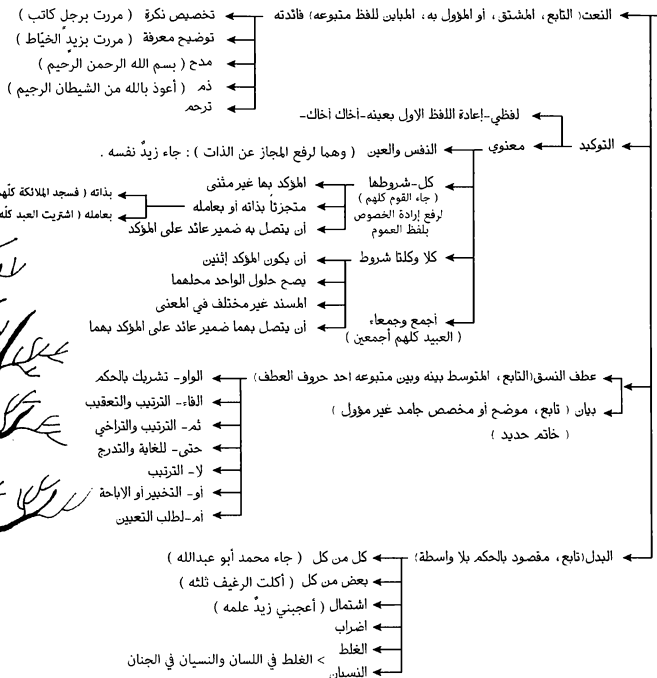 النعت( التابع، المشتق، أو المؤول به، المباين للفظ متبوعه) فائدته
تخصيص نكرة ( مررت برجل كاتب )
توضيح معرفة ( مررت بزيدٍ الخيّاط )
مدح ( بسم الله الرحمن الرحيم )
ذم ( أعوذ بالله من الشيطان الرجيم )
ترحم
التوكيد
لفظي-إعادة اللفظ الاول بعينه-أخاك أخاك-
معنوي
النفس والعين ( وهما لرفع المجاز عن الذات ) : جاء زيدٌ نفسه .
كل-شروطها
( جاء القوم كلهم )
لرفع إرادة الخصوص
بلفظ العموم
المؤكد بها غير مثنى
متجزئاً بذاته أو بعامله
بذاته ( فسجد الملائكة كلّهم
بعامله ( اشتريت العبد كلّه
أن يتصل به ضمير عائد على المؤكد
كلا وكلتا شروط
أن يكون المؤكد إثنين
يصح حلول الواحد محلهما
المسند غير مختلف في المعنى
أن يتصل بهما ضمير عائد على المؤكد بهما
أجمع وجمعاء
( العبيد كلهم أجمعين )
عطف النسق(التابع، المتوسط بينه وبين متبوعه احد حروف العطف)
الواو- تشريك بالحكم
الفاء- الترتيب والتعقيب
ثم- الترتيب والتراخي
حتى- للغاية والتدرج
لا- الترتيب
أو- التخيير أو الاباحة
أم-لطلب التعيين
بيان ( تابع، موضح أو مخصص جامد غير مؤول )
( خاتم حديد )
البدل(تابع، مقصود بالحكم بلا واسطة)
كل من كل ( جاء محمد أبو عبدالله )
بعض من كل ( أكلت الرغيف ثلثه )
اشتمال ( أعجبني زيدٌ علمه )
اضراب
الغلط
النسيان
> الغلط في اللسان والنسيان في الجنان